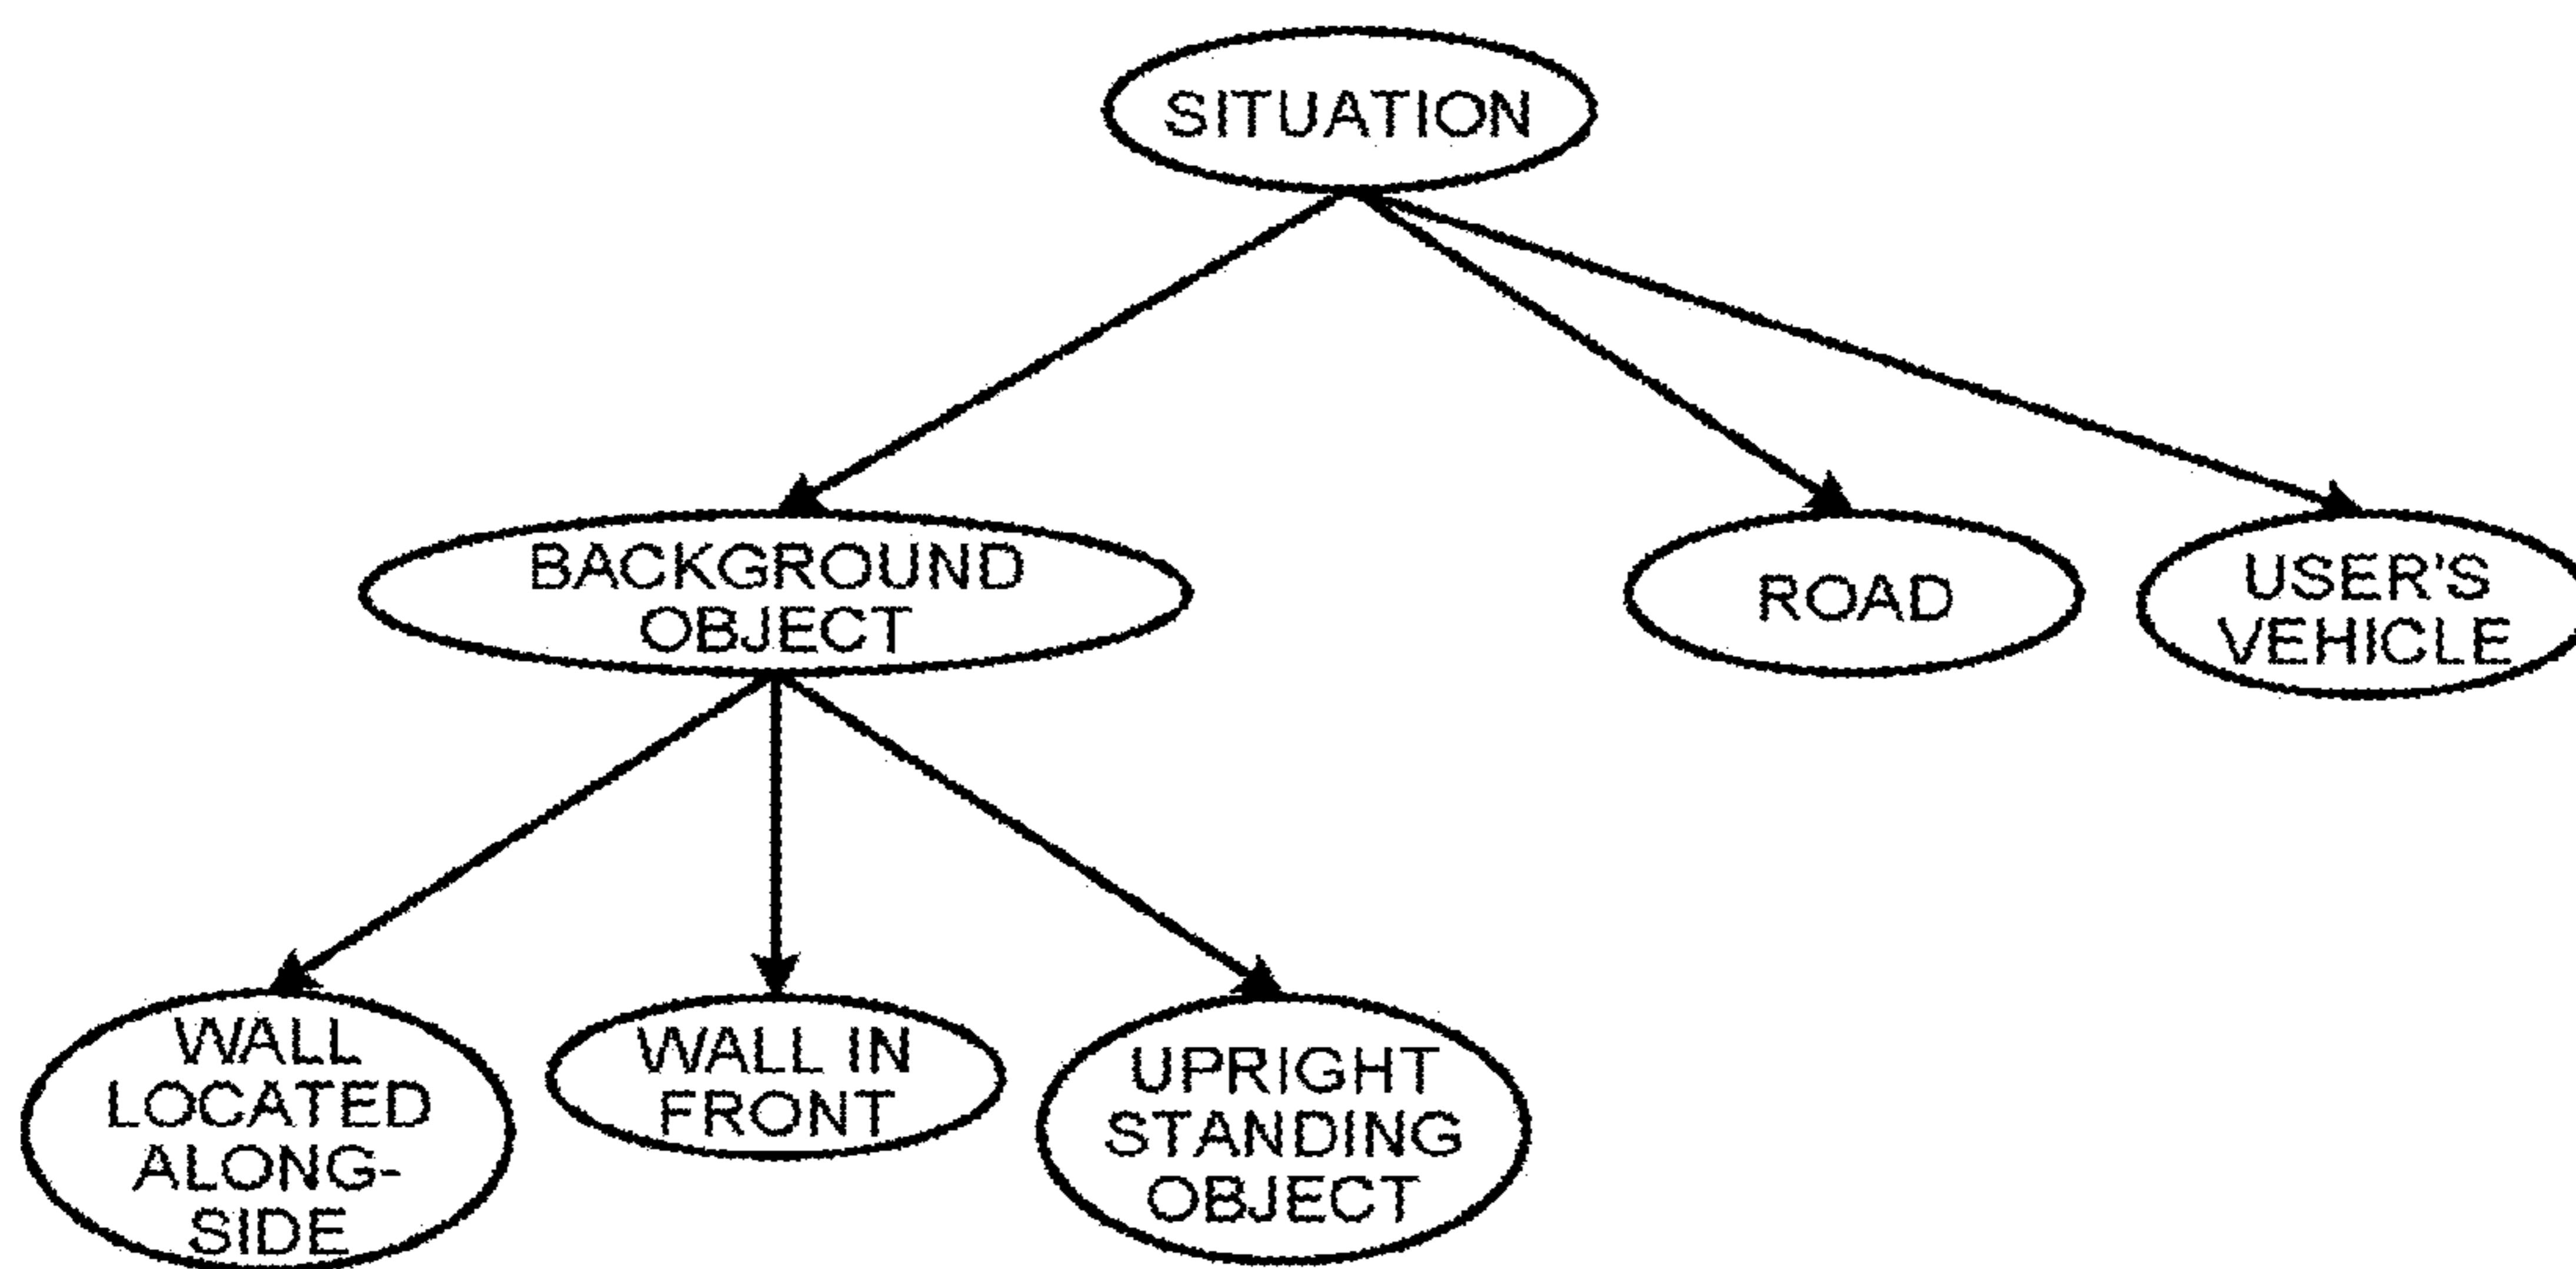 SITUATION
BACKGROUND
OBJECT
ROAD
USER'S
VEHICLE
WALL
LOCATED
ALONG-
SIDE
WALL IN
FRONT
UPRIGHT
STANDING
OBJECT